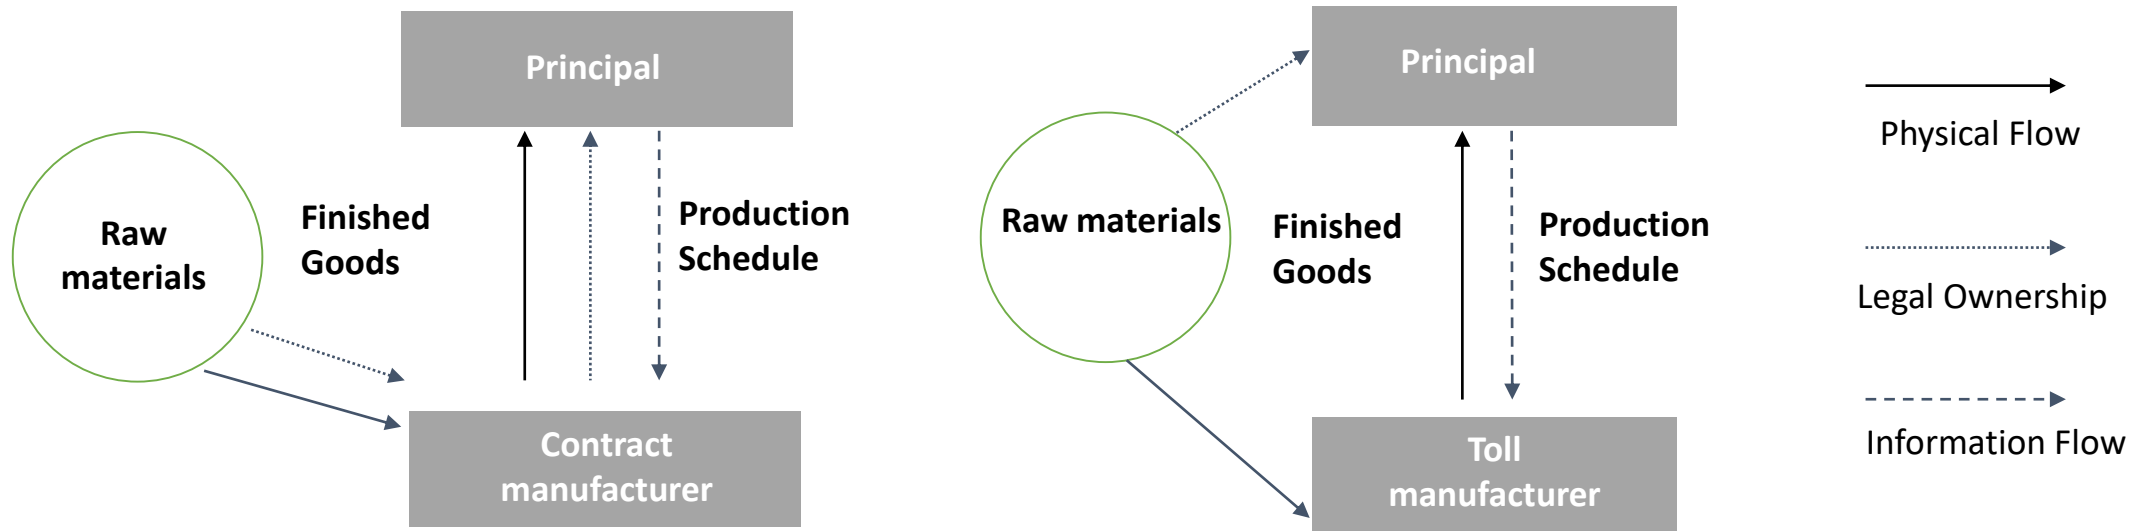 Principal
Raw
materials
Finished
Goods
Production
Schedule
Contract
manufacturer
Principal
Raw materials
Finished
Goods
Production
Schedule
Toll
manufacturer
Physical Flow
Legal Ownership
Information Flow